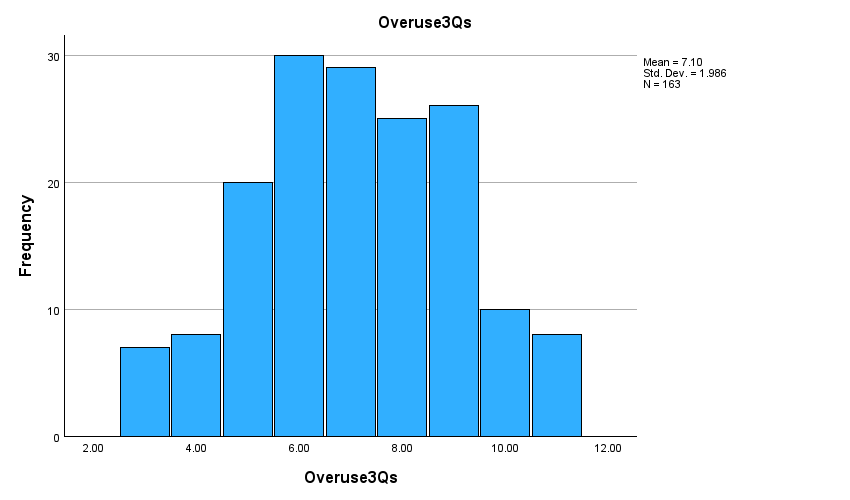 Overuse3Qs
Mean = 7.10
Std. Dev. = 1.986
N = 163
30
20
10
0
Frequency
2.00 4.00 6.00 8.00 10.00 12.00
Overuse3Qs